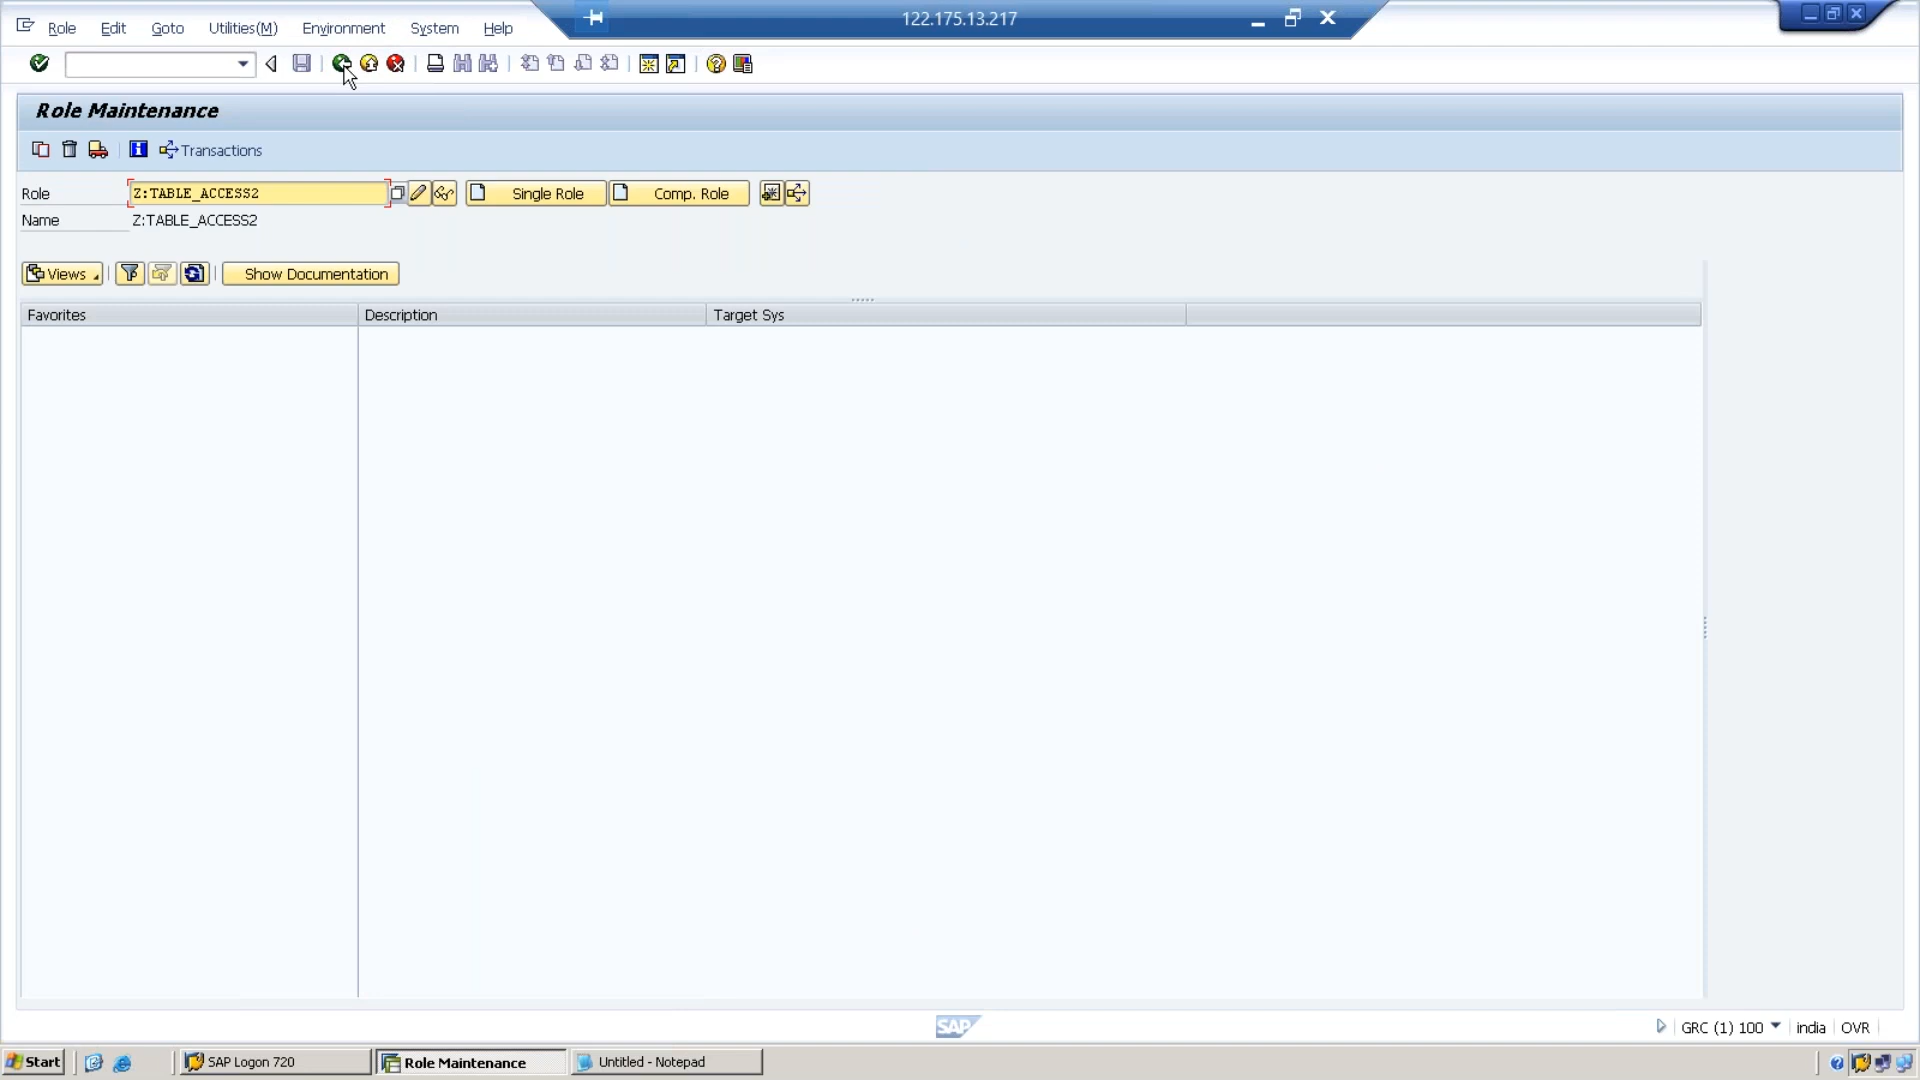 122.175.13.217
Role Edit Goto Utilities(M) Environment System Help
Role Maintenance
Transactions
Role Z:TABLE_ACCESS2 Single Role Comp. Role
Name Z:TABLE_ACCESS2
Views Show Documentation
Favorites Description Target Sys
SAP GRC (1) 100 india OVR
Start SAP Logon 720 Role Maintenance Untitled - Notepad